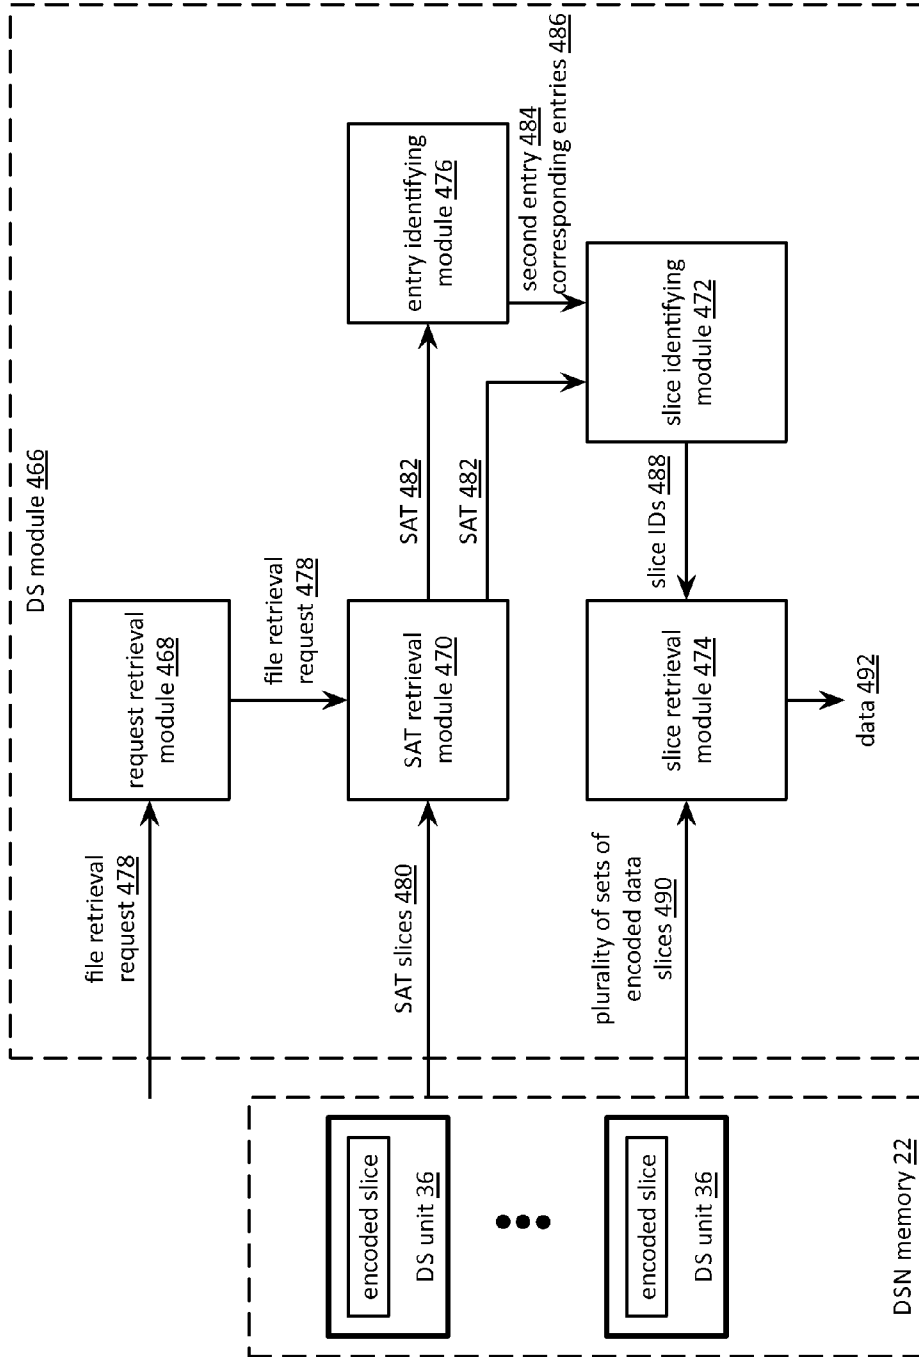 DS module 466
file retrieval
request 478
request retrieval
module 468
file retrieval
request 478
SAT slices 480
SAT retrieval
module 470
SAT 482
SAT 482
entry identifying
module 476
second entry 484
corresponding entries 486
plurality of sets of
encoded data
slices 490
slice retrieval
module 474
slice IDs 488
slice identifying
module 472
data 492
encoded slice
DS unit 36
encoded slice
DS unit 36
DSN memory 22